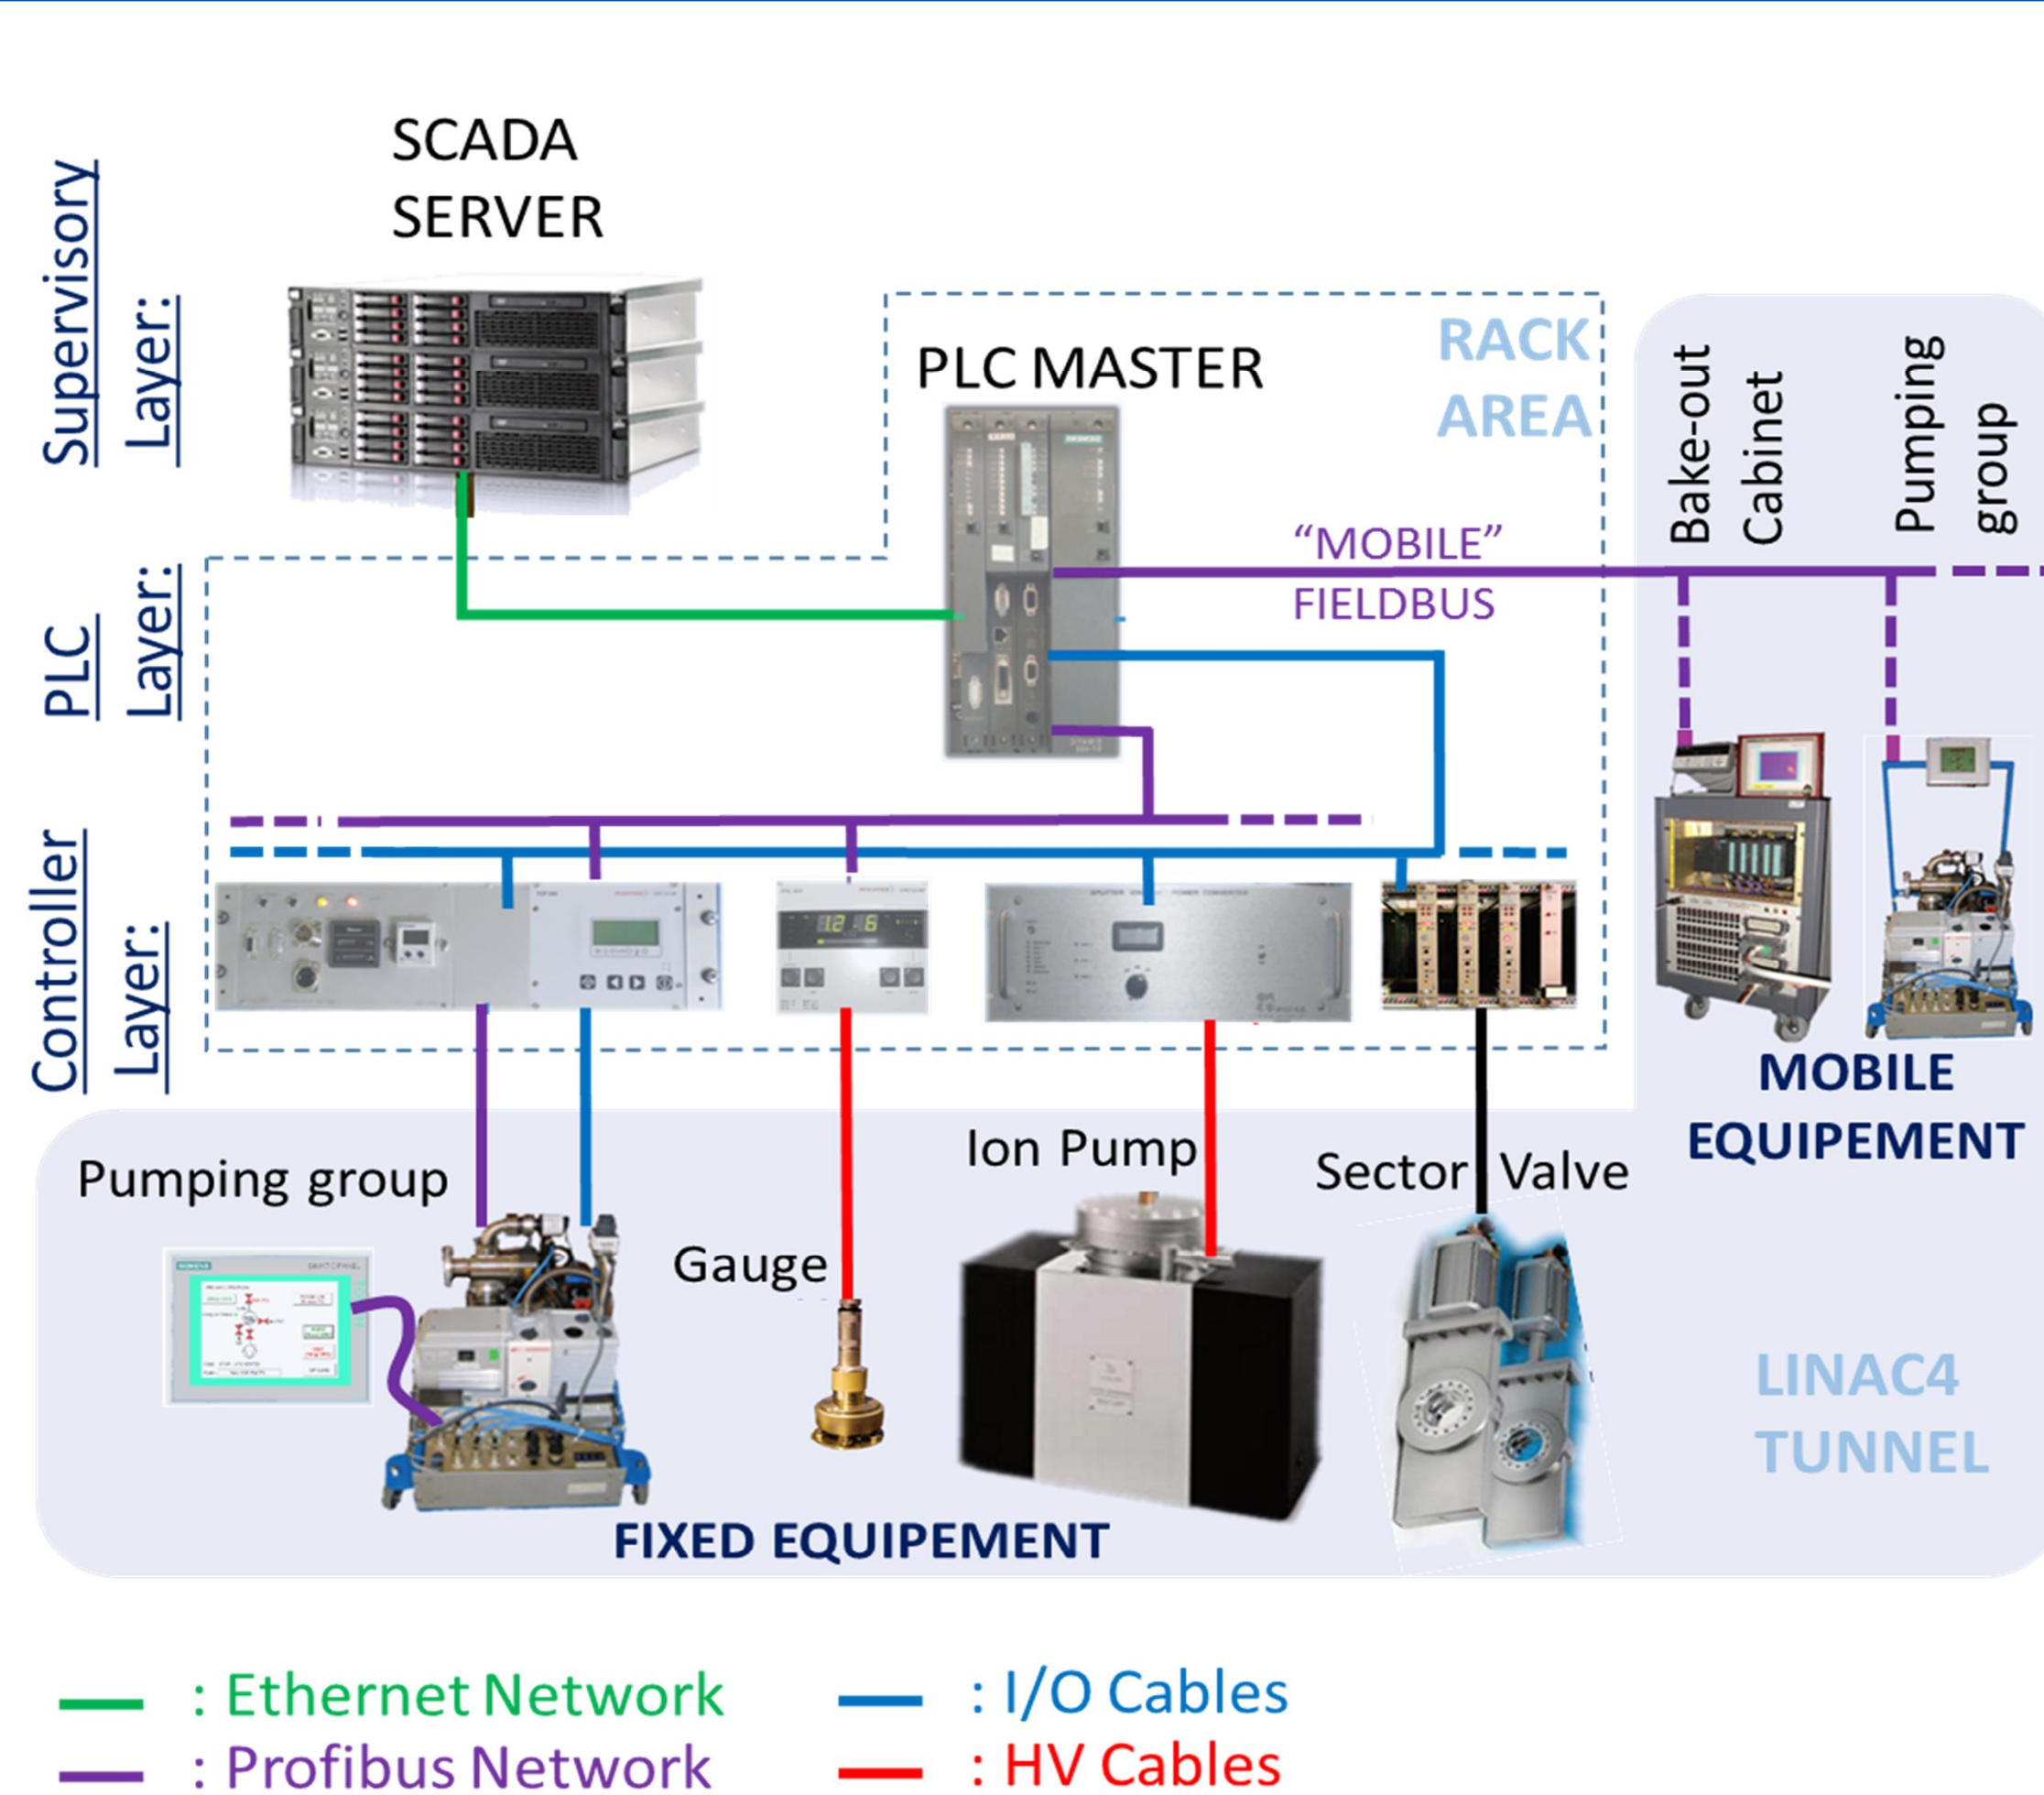 SCADA
SERVER
Supervisory
Layer:
PLC MASTER
RACK
AREA
Bake-out
Cabinet
Pumping
group
"MOBILE"
FIELDBUS
PLC
Layer:
Controller
Layer:
MOBILE
EQUIPEMENT
Pumping group
Gauge
Ion Pump
Sector Valve
LINAC4
TUNNEL
FIXED EQUIPEMENT
: Ethernet Network
: I/O Cables
: Profibus Network
: HV Cables